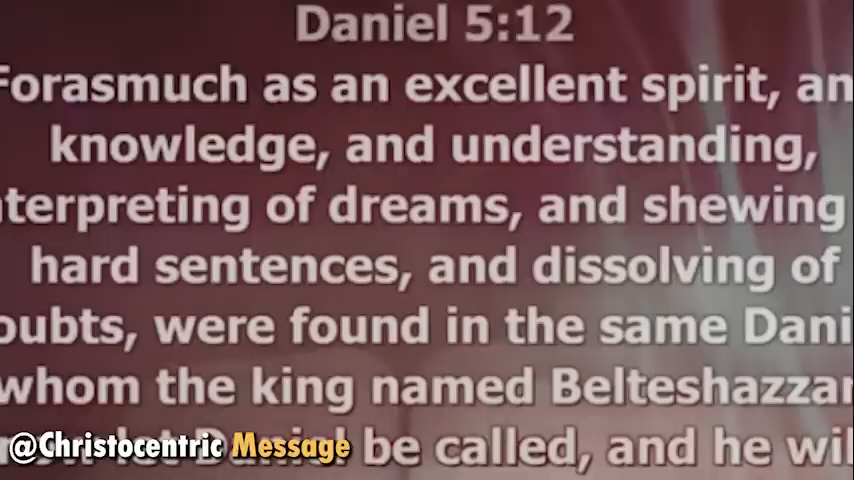 Daniel 5:12
Forasmuch as an excellent spirit, an
knowledge, and understanding,
nterpreting of dreams, and shewing
hard sentences, and dissolving of
oubts, were found in the same Dani
whom the king named Belteshazzar
now let Daniel be called, and he wil
@Christocentric Message